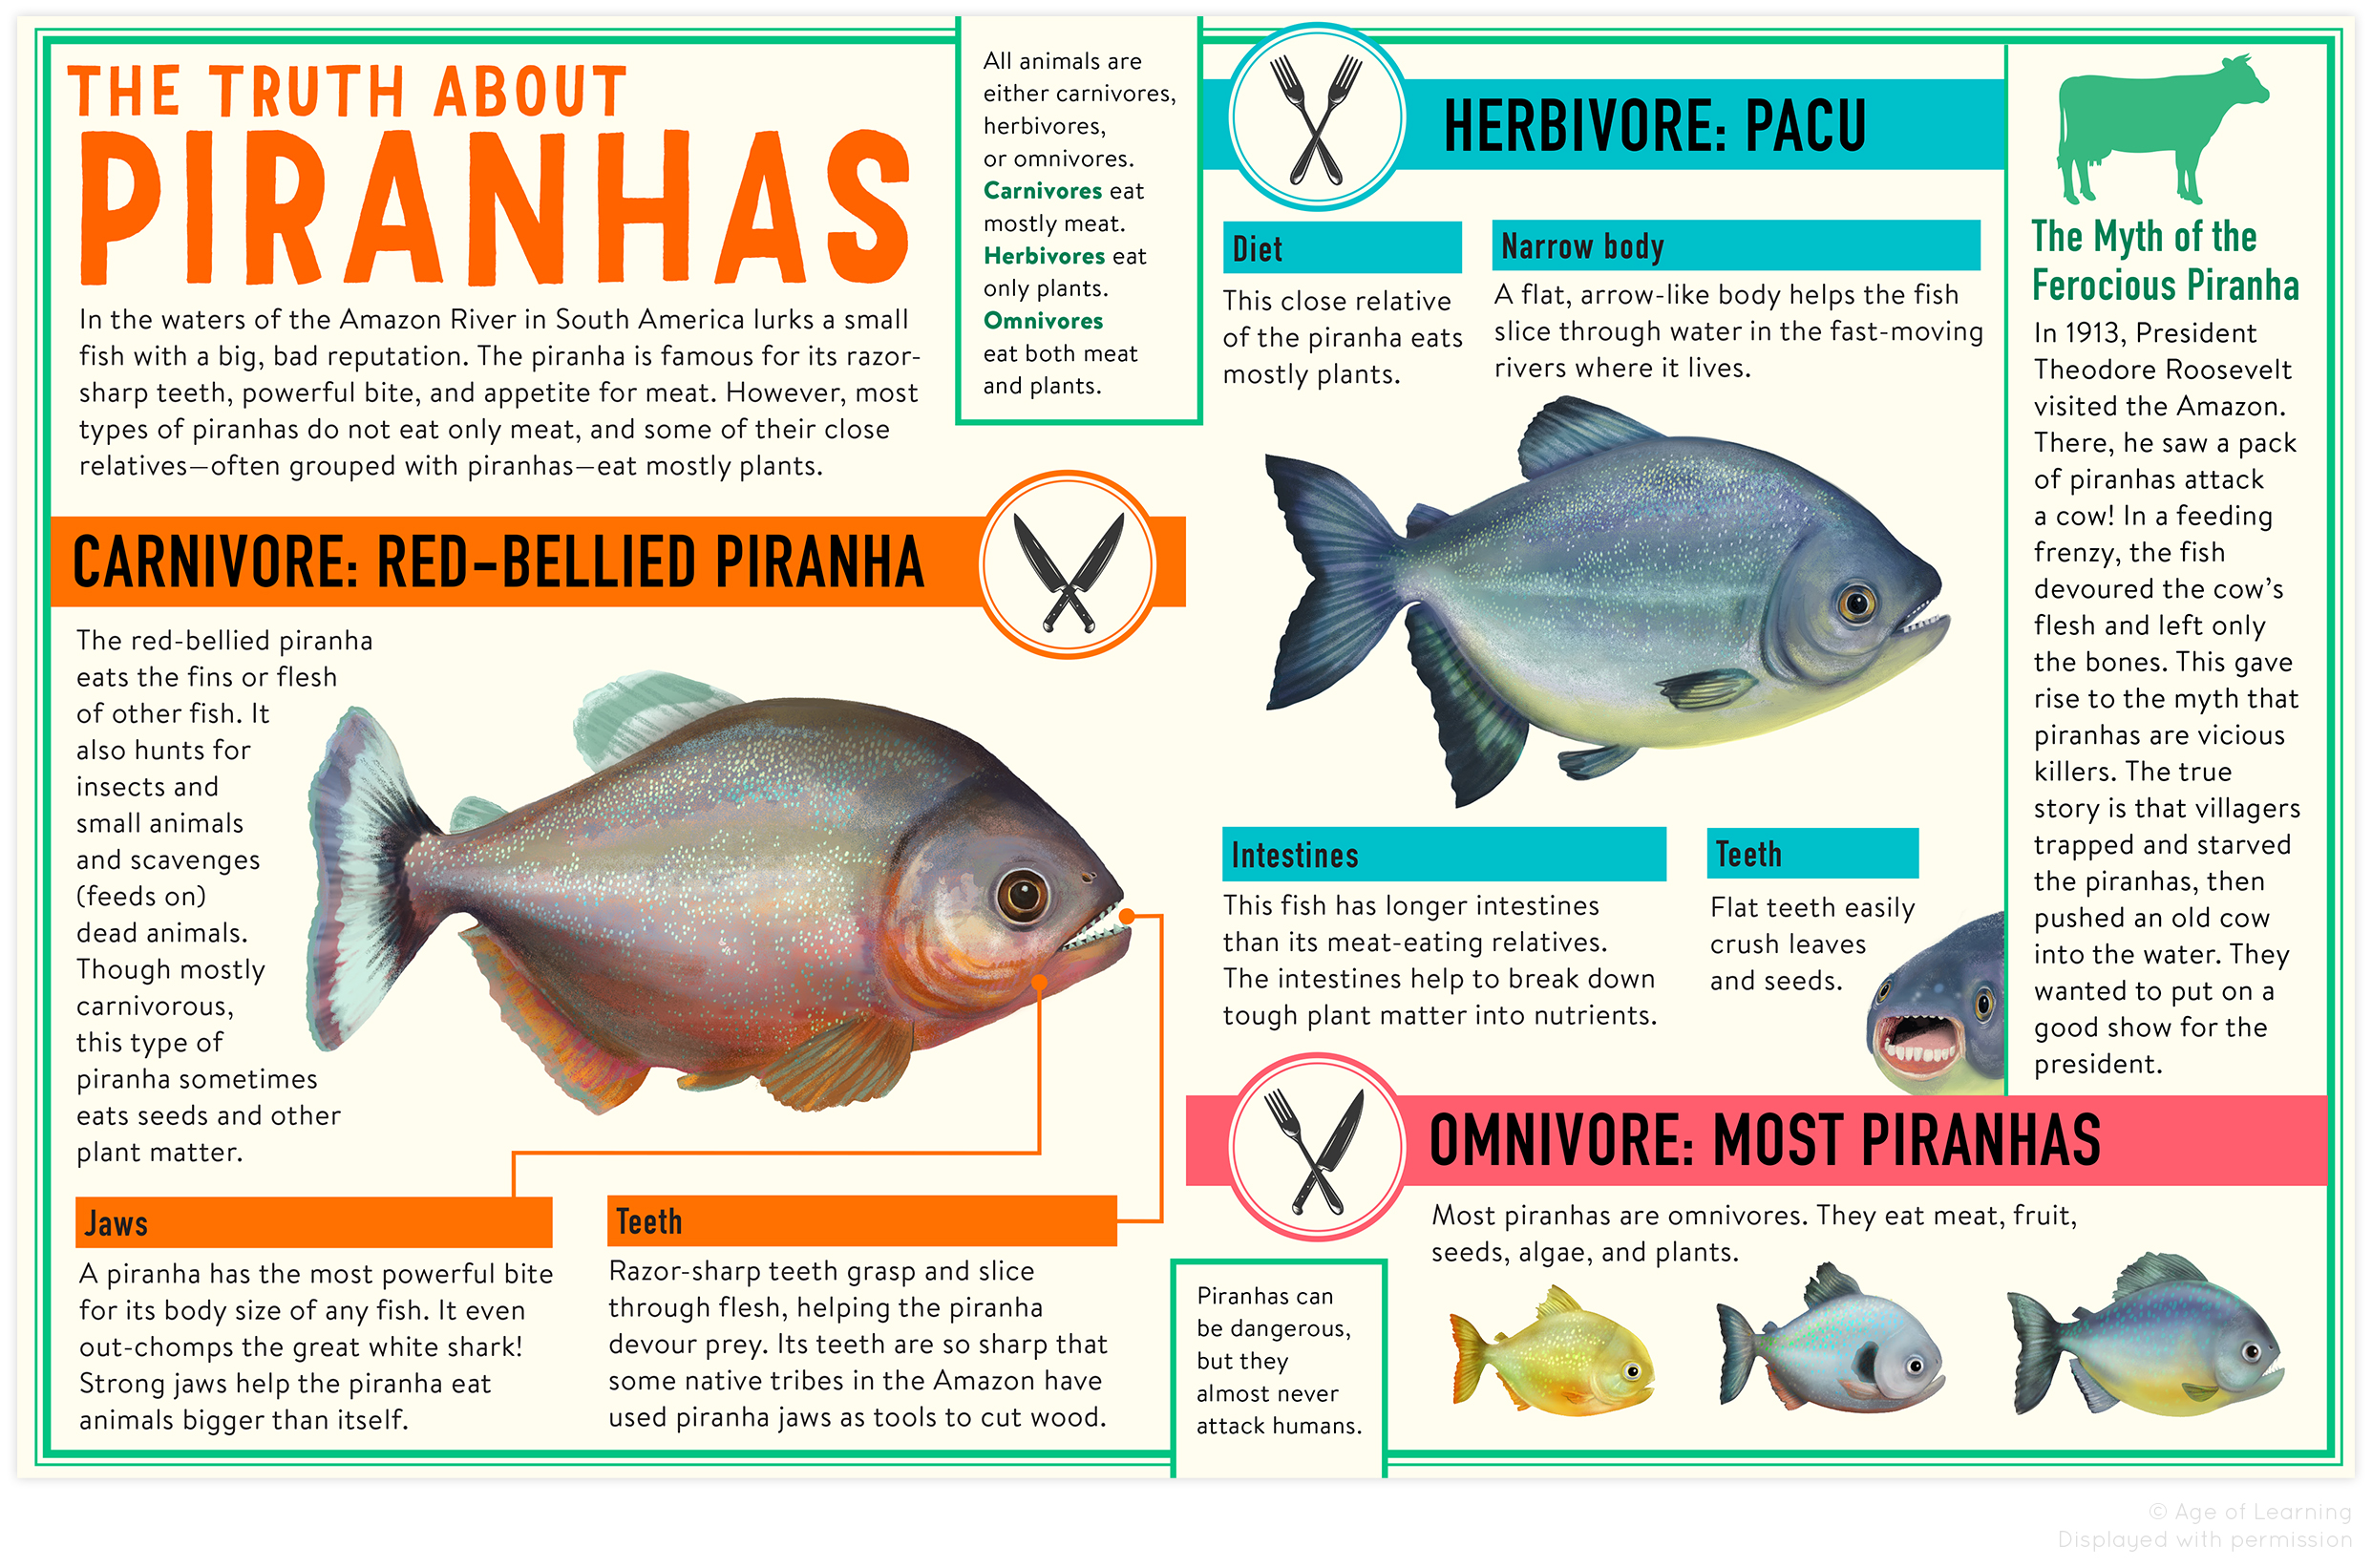 THE TRUTH ABOUT
PIRANHAS
In the waters of the Amazon River in South America lurks a small
fish with a big, bad reputation. The piranha is famous for its razor-
sharp teeth, powerful bite, and appetite for meat. However, most
types of piranhas do not eat only meat, and some of their close
relatives—often grouped with piranhas—eat mostly plants.
All animals are
either carnivores,
herbivores,
or omnivores.
Carnivores eat
mostly meat.
Herbivores eat
only plants.
Omnivores
eat both meat
and plants.
CARNIVORE: RED-BELLIED PIRANHA
The red-bellied piranha
eats the fins or flesh
of other fish. It
also hunts for
insects and
small animals
and scavenges
(feeds on)
dead animals.
Though mostly
carnivorous,
this type of
piranha sometimes
eats seeds and other
plant matter.
Jaws
A piranha has the most powerful bite
for its body size of any fish. It even
out-chomps the great white shark!
Strong jaws help the piranha eat
animals bigger than itself.
Teeth
Razor-sharp teeth grasp and slice
through flesh, helping the piranha
devour prey. Its teeth are so sharp that
some native tribes in the Amazon have
used piranha jaws as tools to cut wood.
HERBIVORE: PACU
Diet
This close relative
of the piranha eats
mostly plants.
Narrow body
A flat, arrow-like body helps the fish
slice through water in the fast-moving
rivers where it lives.
Intestines
This fish has longer intestines
than its meat-eating relatives.
The intestines help to break down
tough plant matter into nutrients.
Teeth
Flat teeth easily
crush leaves
and seeds.
The Myth of the
Ferocious Piranha
In 1913, President
Theodore Roosevelt
visited the Amazon.
There, he saw a pack
of piranhas attack
a cow! In a feeding
frenzy, the fish
devoured the cow's
flesh and left only
the bones. This gave
rise to the myth that
piranhas are vicious
killers. The true
story is that villagers
trapped and starved
the piranhas, then
pushed an old cow
into the water. They
wanted to put on a
good show for the
president.
OMNIVORE: MOST PIRANHAS
Most piranhas are omnivores. They eat meat, fruit,
seeds, algae, and plants.
Piranhas can
be dangerous,
but they
almost never
attack humans.
© Age of Learning
Displayed with permission